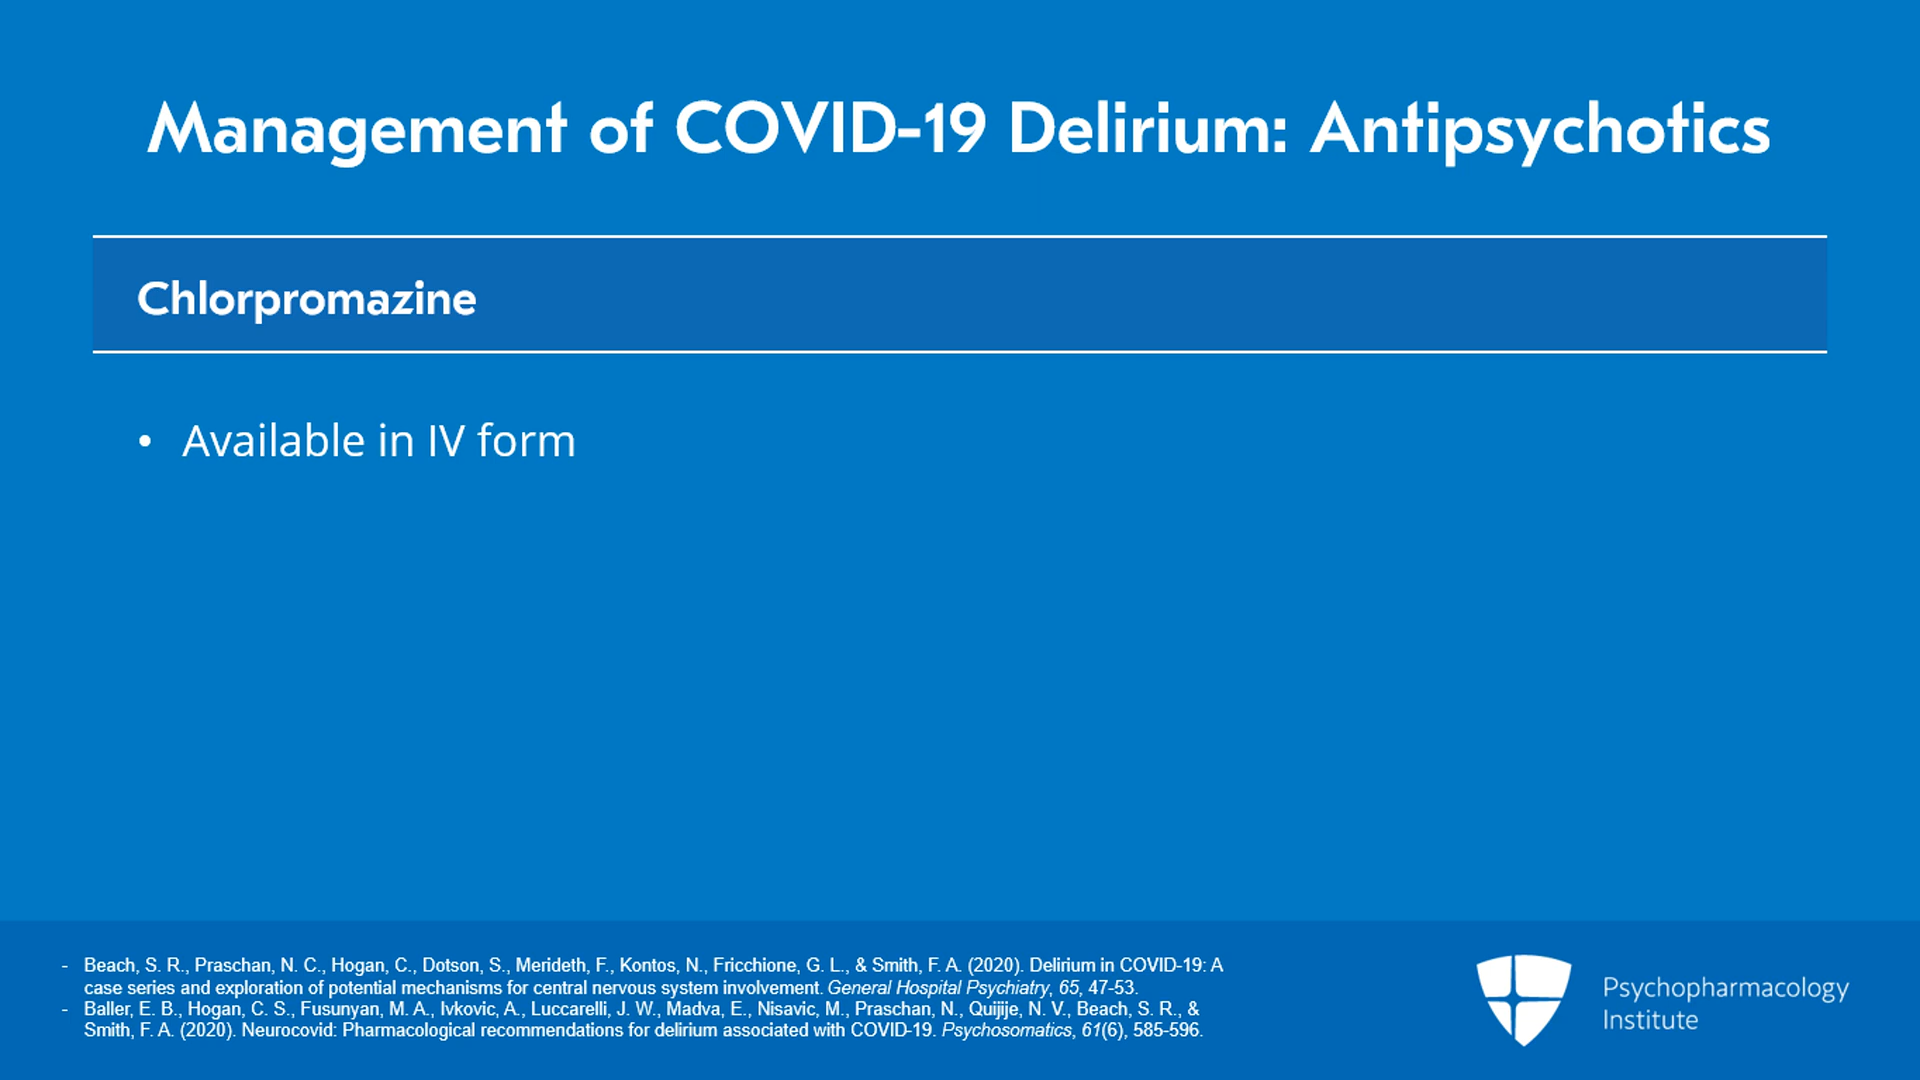 Management of COVID-19 Delirium: Antipsychotics
Chlorpromazine
• Available in IV form
- Beach, S. R., Praschan, N. C., Hogan, C., Dotson, S., Merideth, F., Kontos, N., Fricchione, G. L., & Smith, F. A. (2020). Delirium in COVID-19: A
case series and exploration of potential mechanisms for central nervous system involvement. General Hospital Psychiatry, 65, 47-53.
- Baller, E. B., Hogan, C. S., Fusunyan, M. A., Ivkovic, A., Luccarelli, J. W., Madva, E., Nisavic, M., Praschan, N., Quijije, N. V., Beach, S. R., &
Smith, F. A. (2020). Neurocovid: Pharmacological recommendations for delirium associated with COVID-19. Psychosomatics, 61(6), 585-596.
Psychopharmacology
Institute